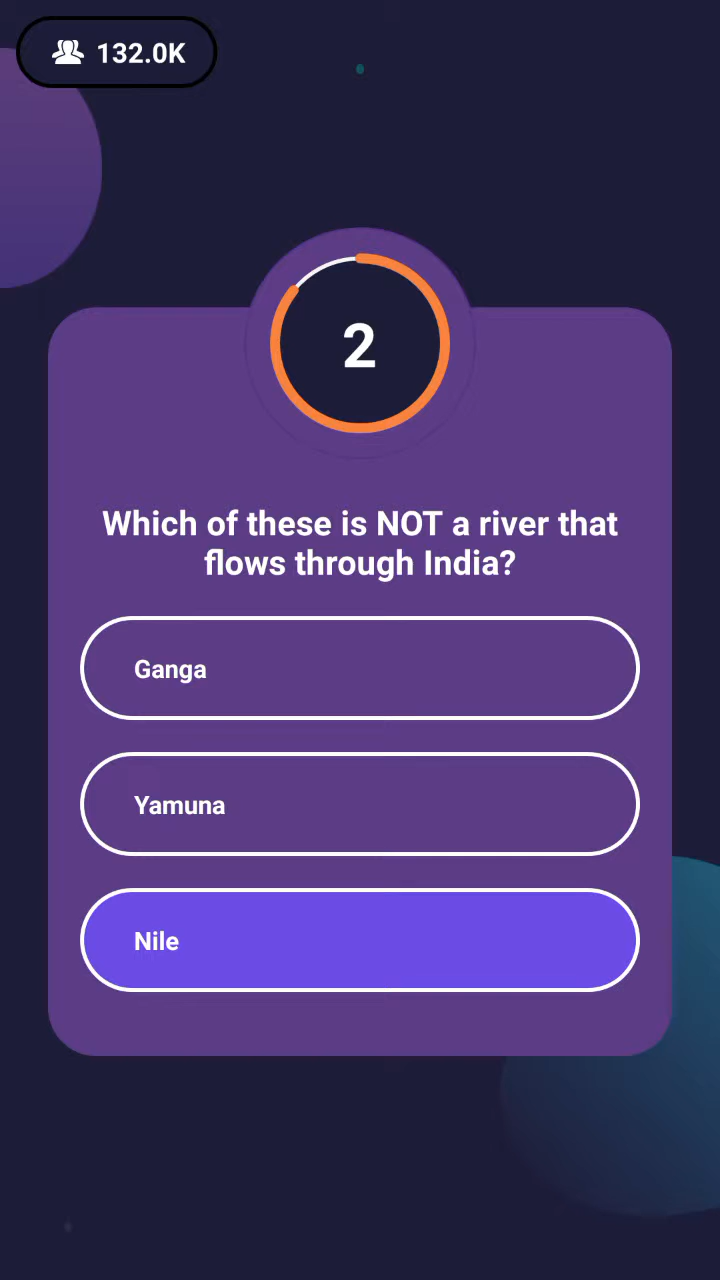 132.0K
2
Which of these is NOT a river that
flows through India?
Ganga
Yamuna
Nile